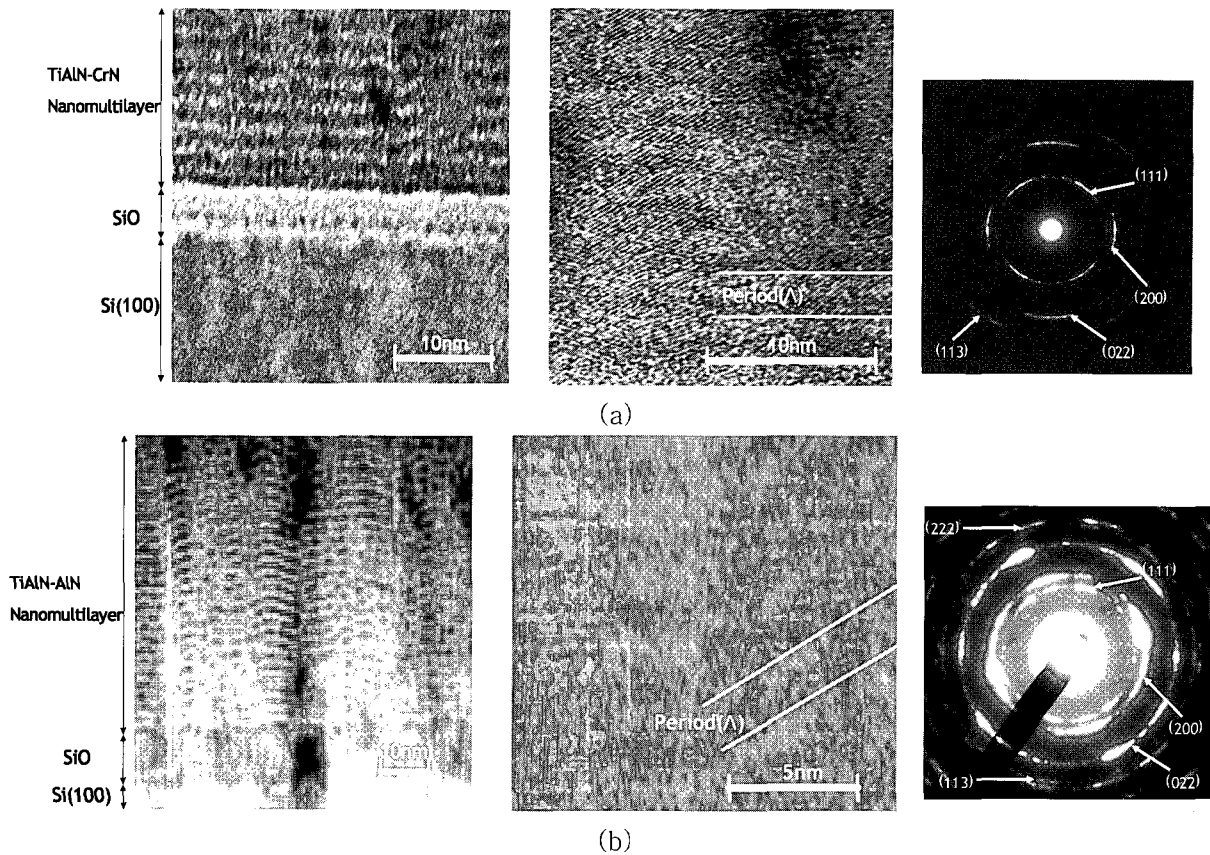 TiAlN-CrN
Nanomultilayer
SiO
Si(100)
10nm
Period(Λ)
10nm
(111)
(200)
(113)
(022)
(a)
TiAlN-AlN
Nanomultilayer
SiO
Si(100)
Period(Λ)
5nm
(222)
(111)
(200)
(113)
(022)
(b)